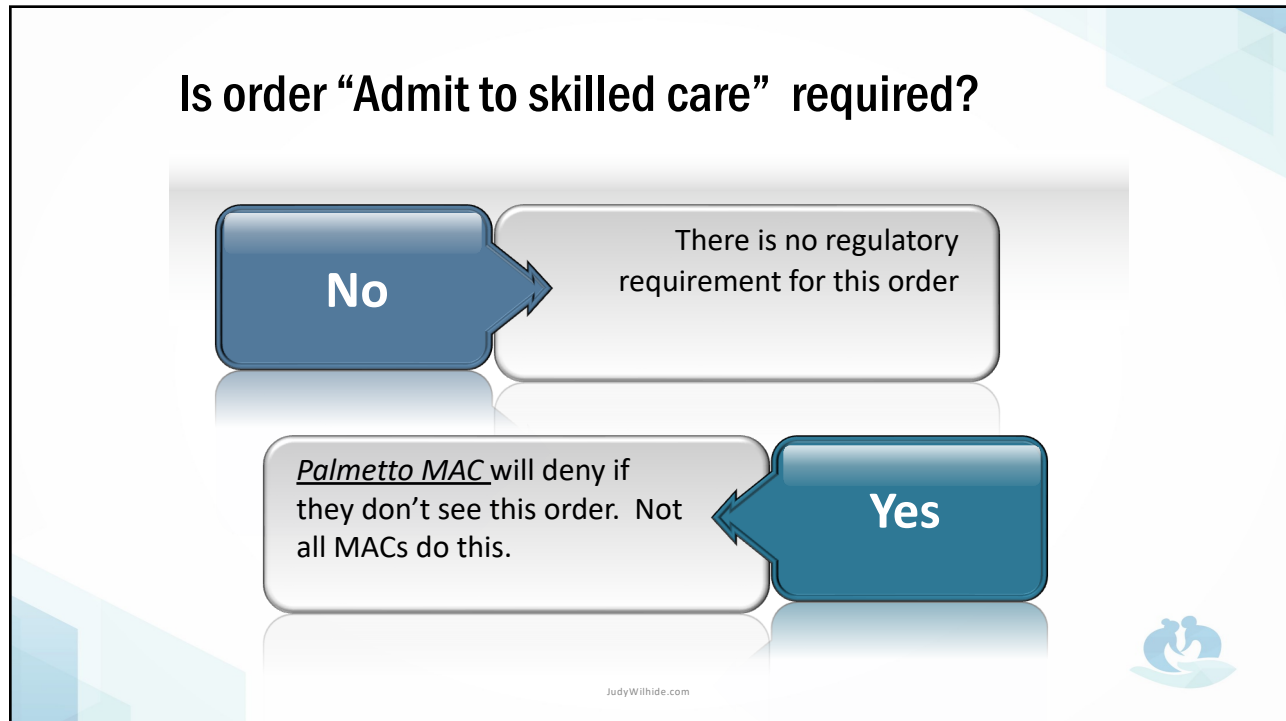 Is order “Admit to skilled care”  required?
No
There is no regulatory
requirement for this order
Palmetto MAC will deny if
they don’t see this order.  Not
all MACs do this.
Yes
JudyWilhide.com